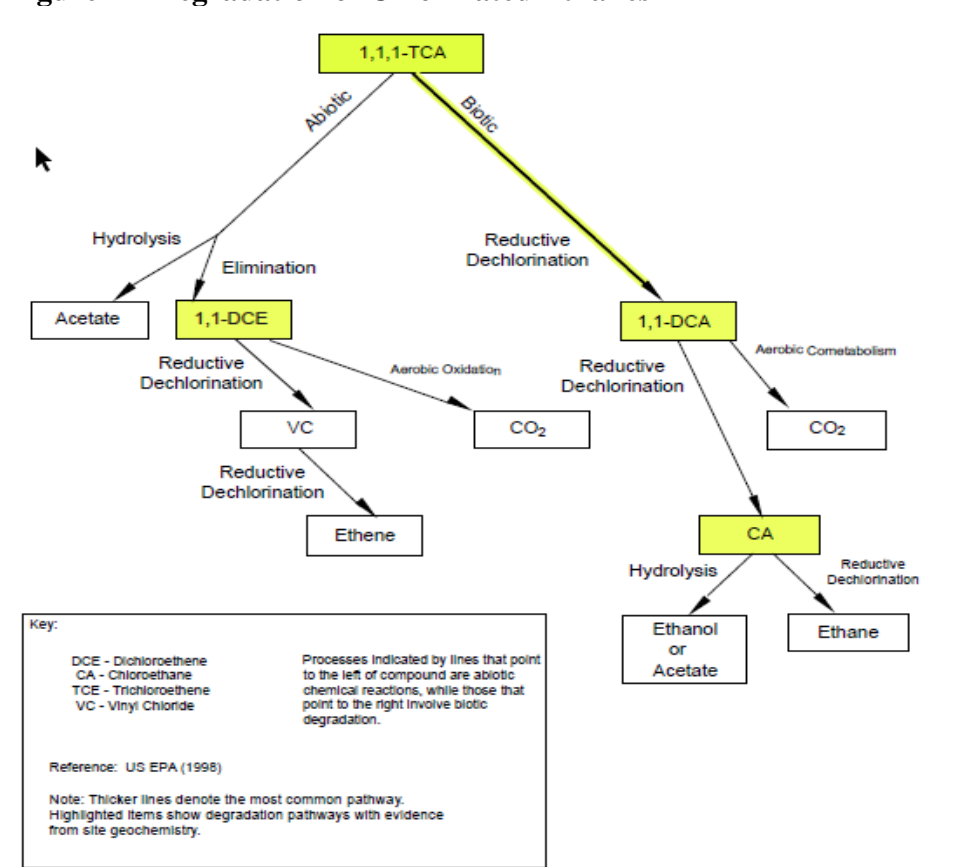 1,1,1-TCA
Abiotic
Biotic
Hydrolysis
Elimination
Reductive
Dechlorination
Acetate
1,1-DCE
1,1-DCA
Reductive
Dechlorination
Aerobic Oxidation
Reductive
Dechlorination
Aerobic Cometabolism
VC
CO2
CO2
Reductive
Dechlorination
Ethene
CA
Hydrolysis
Reductive
Dechlorination
Ethanol
or
Acetate
Ethane
Key:
DCE - Dichloroethene
CA - Chloroethane
TCE - Trichloroethene
VC - Vinyl Chloride
Processes indicated by lines that point
to the left of compound are abiotic
chemical reactions, while those that
point to the right involve biotic
degradation.
Reference: US EPA (1998)
Note: Thicker lines denote the most common pathway.
Highlighted items show degradation pathways with evidence
from site geochemistry.